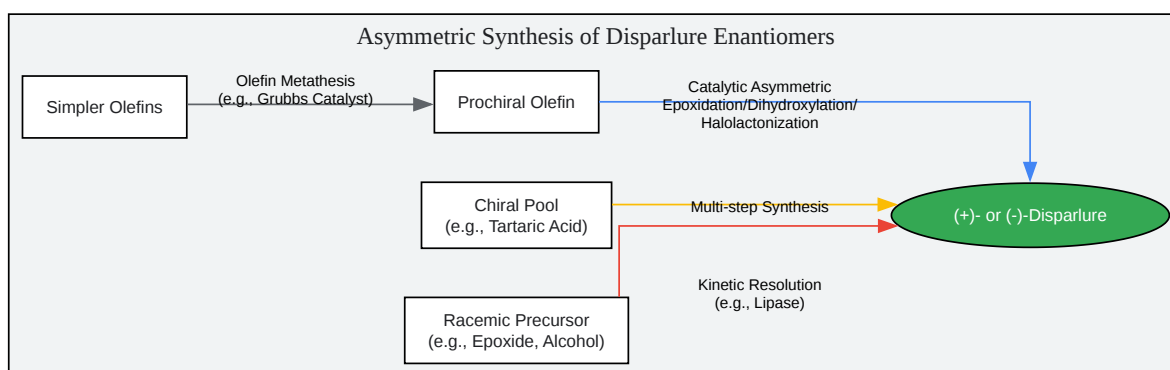 Asymmetric Synthesis of Disparlure Enantiomers
Simpler Olefins
Olefin Metathesis
(e.g., Grubbs Catalyst)
Prochiral Olefin
Catalytic Asymmetric
Epoxidation/Dihydroxylation/
Halolactonization
Chiral Pool
(e.g., Tartaric Acid)
Multi-step Synthesis
(+)- or (-)-Disparlure
Kinetic Resolution
(e.g., Lipase)
Racemic Precursor
(e.g., Epoxide, Alcohol)